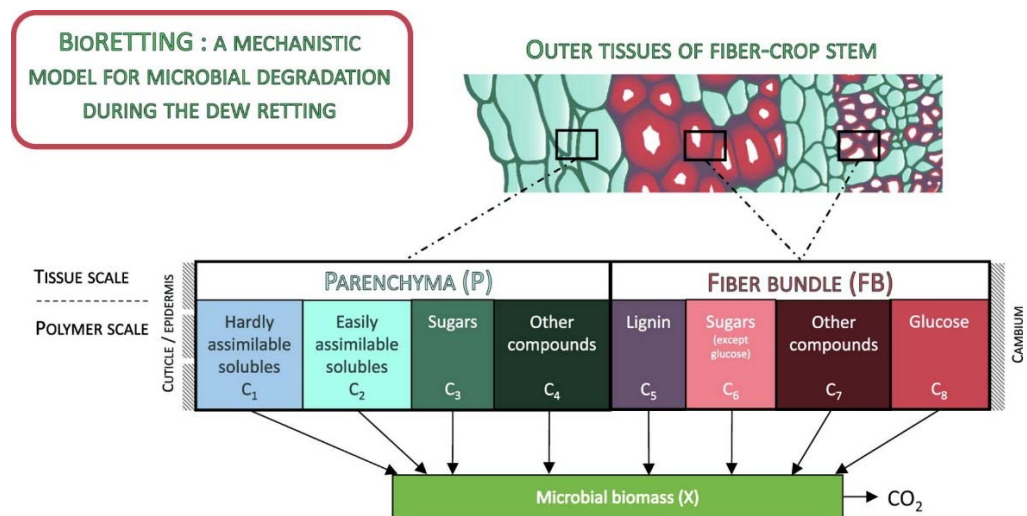 BIORETTING : A MECHANISTIC
MODEL FOR MICROBIAL DEGRADATION
DURING THE DEW RETTING
OUTER TISSUES OF FIBER-CROP STEM
TISSUE SCALE
POLYMER SCALE
CUTICLE / EPIDERMIS
PARENCHYMA (P)
FIBER BUNDLE (FB)
Hardly
assimilable
solubles
C₁
Easily
assimilable
solubles
C₂
Sugars
C₃
Other
compounds
C₄
Lignin
C₅
Sugars
(except
glucose)
C₆
Other
compounds
C₇
Glucose
C₈
CAMBIUM
Microbial biomass (X)
CO₂